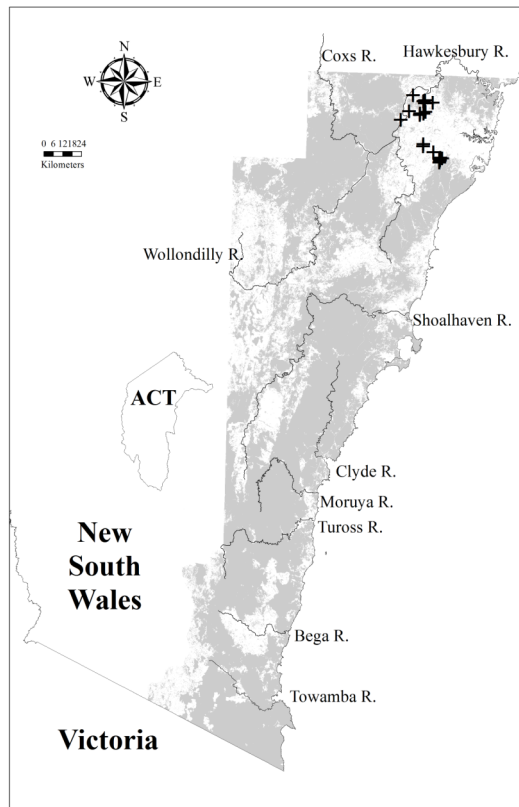 Coxs R.
Hawkesbury R.
N
W
E
S
0 6 121824
Kilometers
Wollondilly R.
Shoalhaven R.
ACT
Clyde R.
Moruya R.
Tuross R.
New
South
Wales
Bega R.
Towamba R.
Victoria